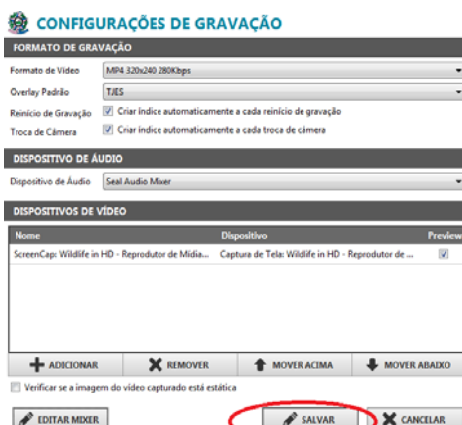 CONFIGURAÇÕES DE GRAVAÇÃO
FORMATO DE GRAVAÇÃO
Formato de Vídeo MP4 320x240 280Kbps
Overlay Padrão TJES
Reinício de Gravação Criar índice automaticamente a cada reinício de gravação
Troca de Câmera Criar índice automaticamente a cada troca de câmera
DISPOSITIVO DE ÁUDIO
Dispositivo de Áudio Seal Audio Mixer
DISPOSITIVOS DE VÍDEO
Nome Dispositivo Preview
ScreenCap: Wildlife in HD - Reprodutor de Mídia... Captura de Tela: Wildlife in HD - Reprodutor de ...
ADICIONAR REMOVER MOVER ACIMA MOVER ABAIXO
Verificar se a imagem do vídeo capturado está estática
EDITAR MIXER SALVAR CANCELAR